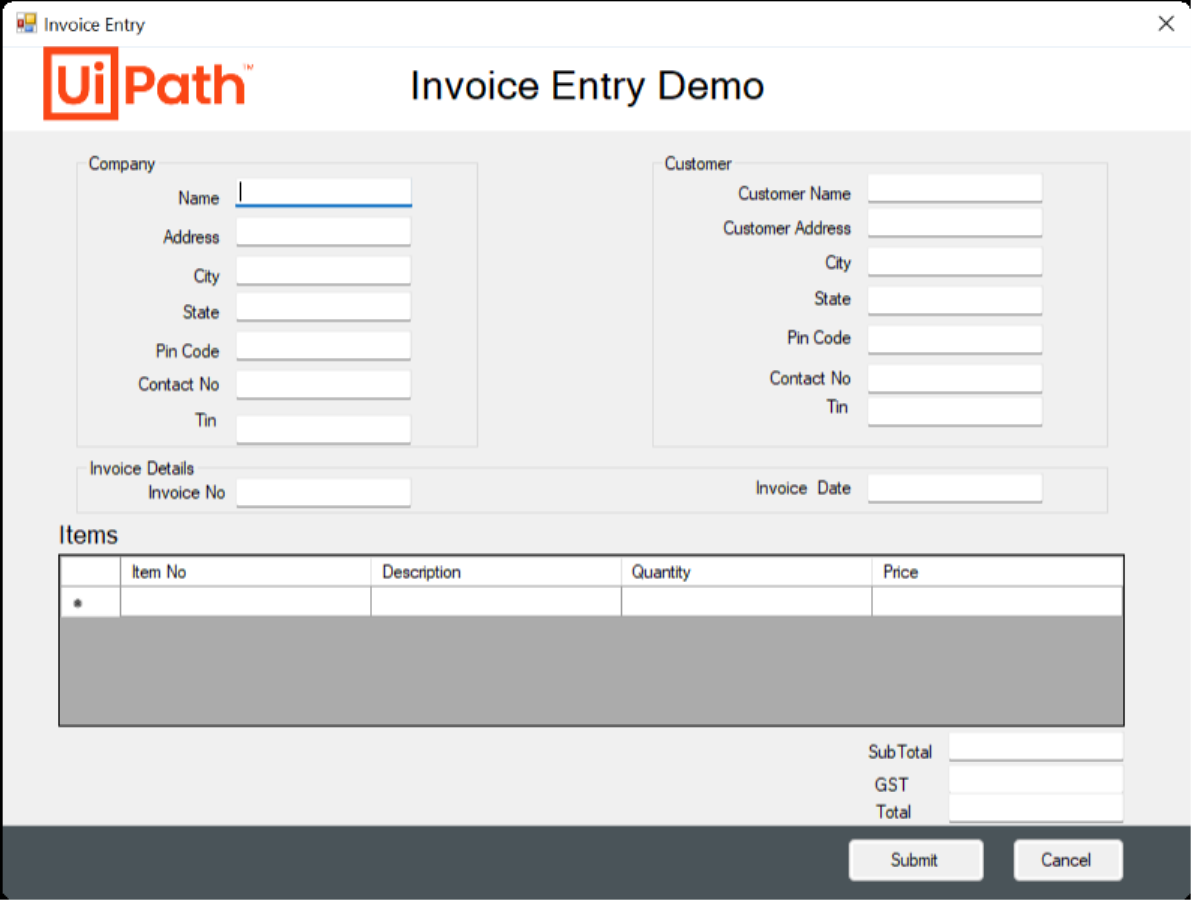 Invoice Entry
UiPath™
Invoice Entry Demo
Company
Name
Address
City
State
Pin Code
Contact No
Tin
Customer
Customer Name
Customer Address
City
State
Pin Code
Contact No
Tin
Invoice Details
Invoice No
Invoice Date
Items
Item No Description Quantity Price
SubTotal
GST
Total
Submit Cancel